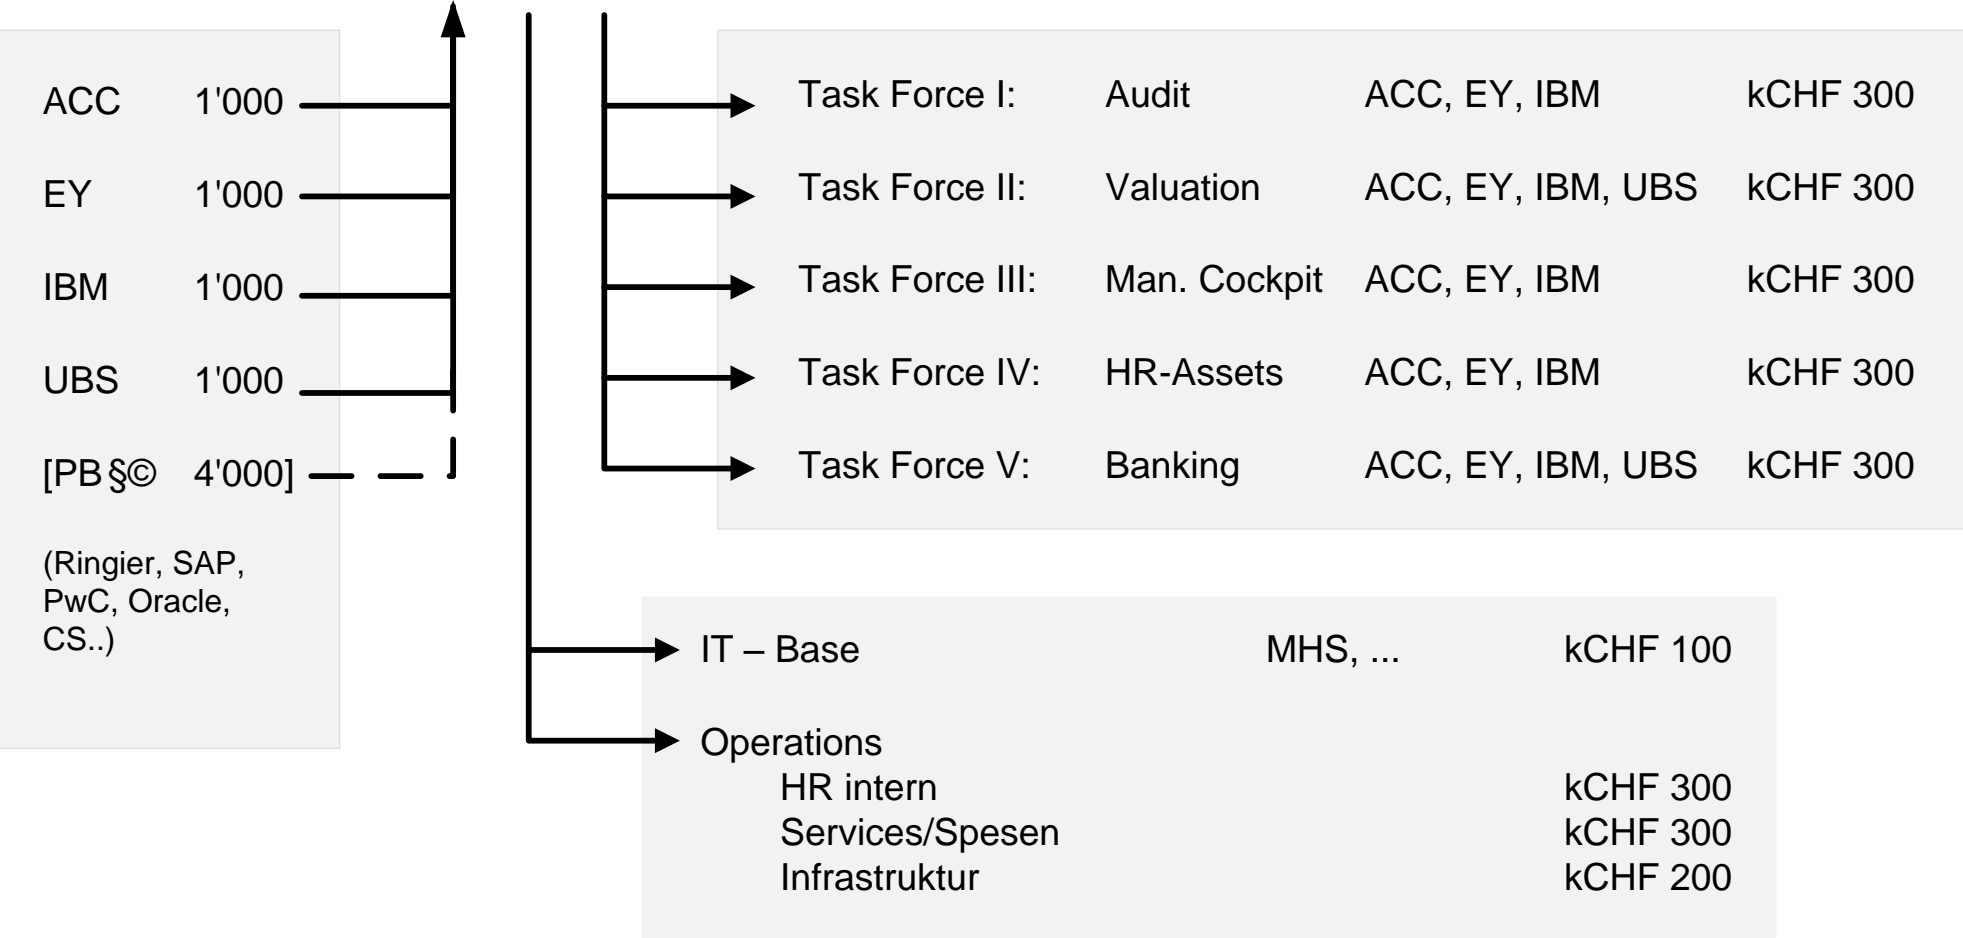 ACC 1'000
EY 1'000
IBM 1'000
UBS 1'000
[PB§© 4'000]
(Ringier, SAP,
PwC, Oracle,
CS..)
Task Force I: Audit ACC, EY, IBM kCHF 300
Task Force II: Valuation ACC, EY, IBM, UBS kCHF 300
Task Force III: Man. Cockpit ACC, EY, IBM kCHF 300
Task Force IV: HR-Assets ACC, EY, IBM kCHF 300
Task Force V: Banking ACC, EY, IBM, UBS kCHF 300
IT – Base MHS, ... kCHF 100
Operations
HR intern kCHF 300
Services/Spesen kCHF 300
Infrastruktur kCHF 200